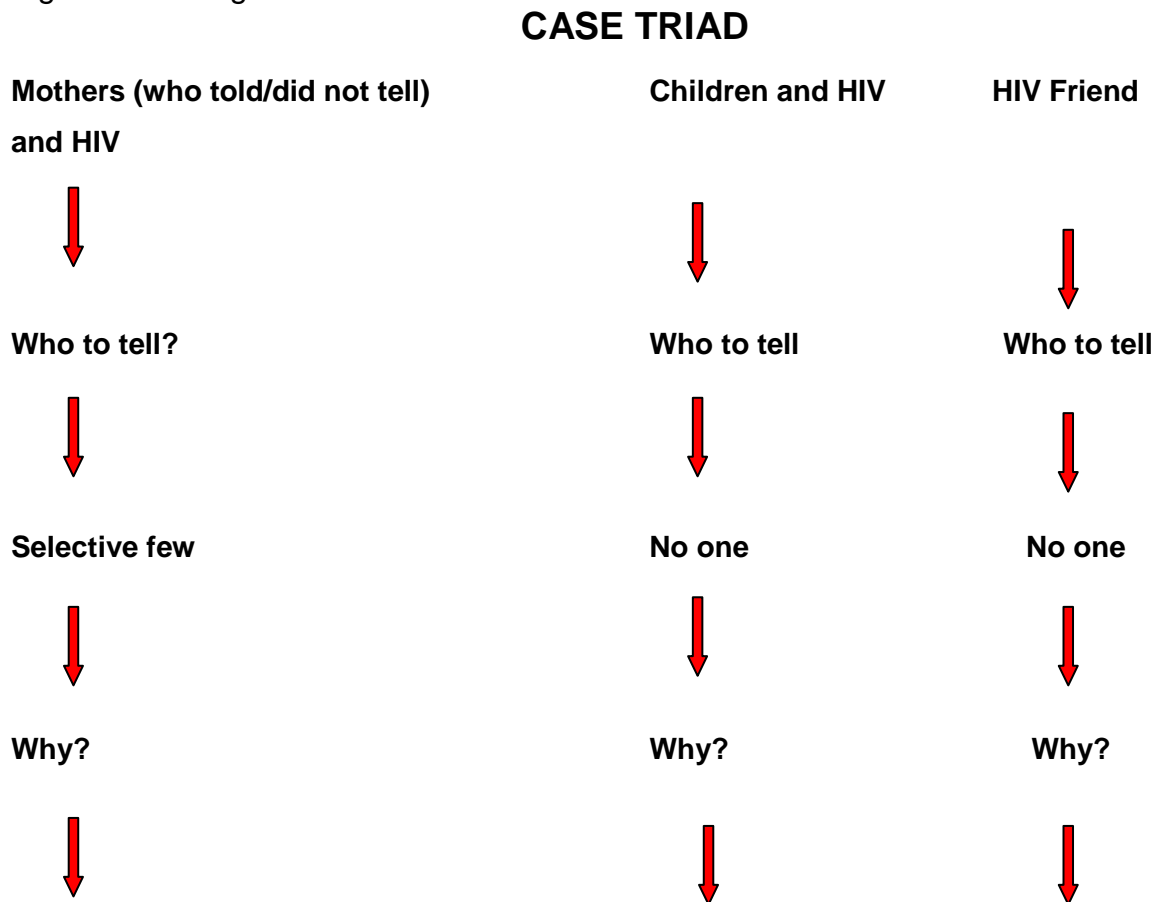 CASE TRIAD
Mothers (who told/did not tell) Children and HIV HIV Friend
and HIV
Who to tell? Who to tell Who to tell
Selective few No one No one
Why? Why? Why?